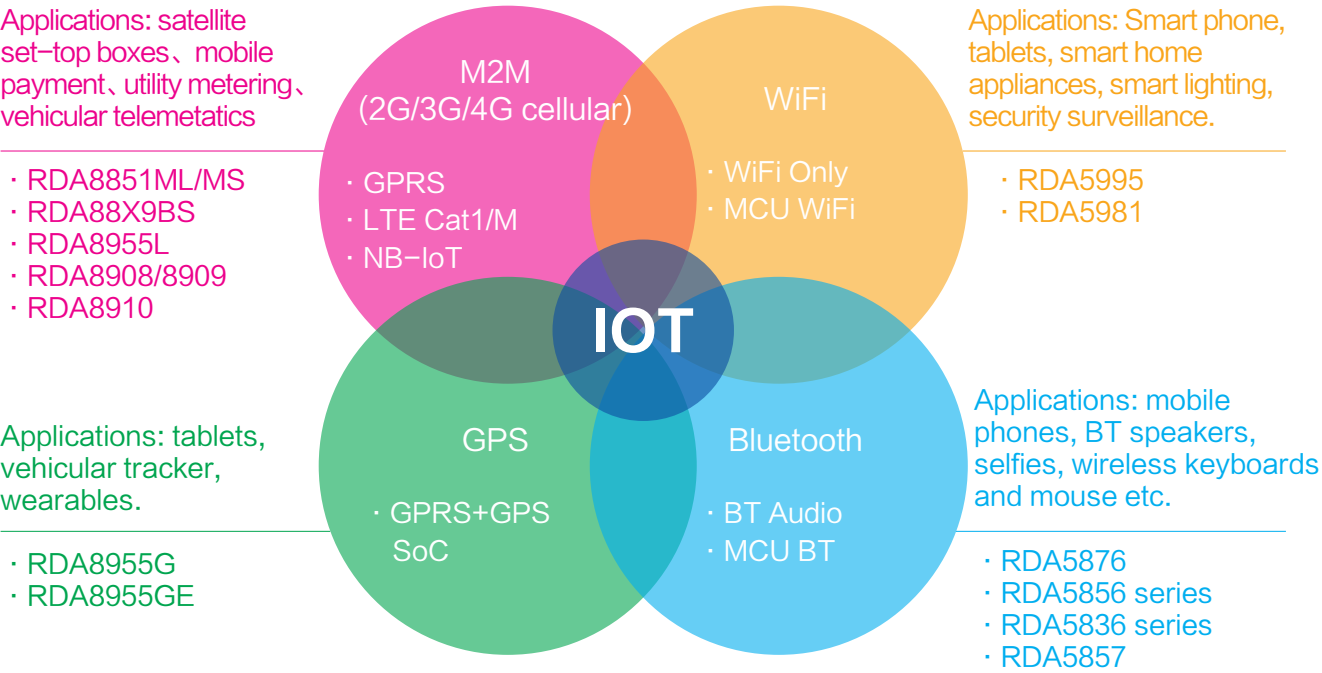 Applications: satellite
set-top boxes、mobile
payment、utility metering、
vehicular telemetatics
· RDA8851ML/MS
· RDA88X9BS
· RDA8955L
· RDA8908/8909
· RDA8910
M2M
(2G/3G/4G cellular)
· GPRS
· LTE Cat1/M
· NB-IoT
WiFi
· WiFi Only
· MCU WiFi
Applications: Smart phone,
tablets, smart home
appliances, smart lighting,
security surveillance.
· RDA5995
· RDA5981
IOT
Applications: tablets,
vehicular tracker,
wearables.
· RDA8955G
· RDA8955GE
GPS
· GPRS+GPS
SoC
Bluetooth
· BT Audio
· MCU BT
Applications: mobile
phones, BT speakers,
selfies, wireless keyboards
and mouse etc.
· RDA5876
· RDA5856 series
· RDA5836 series
· RDA5857